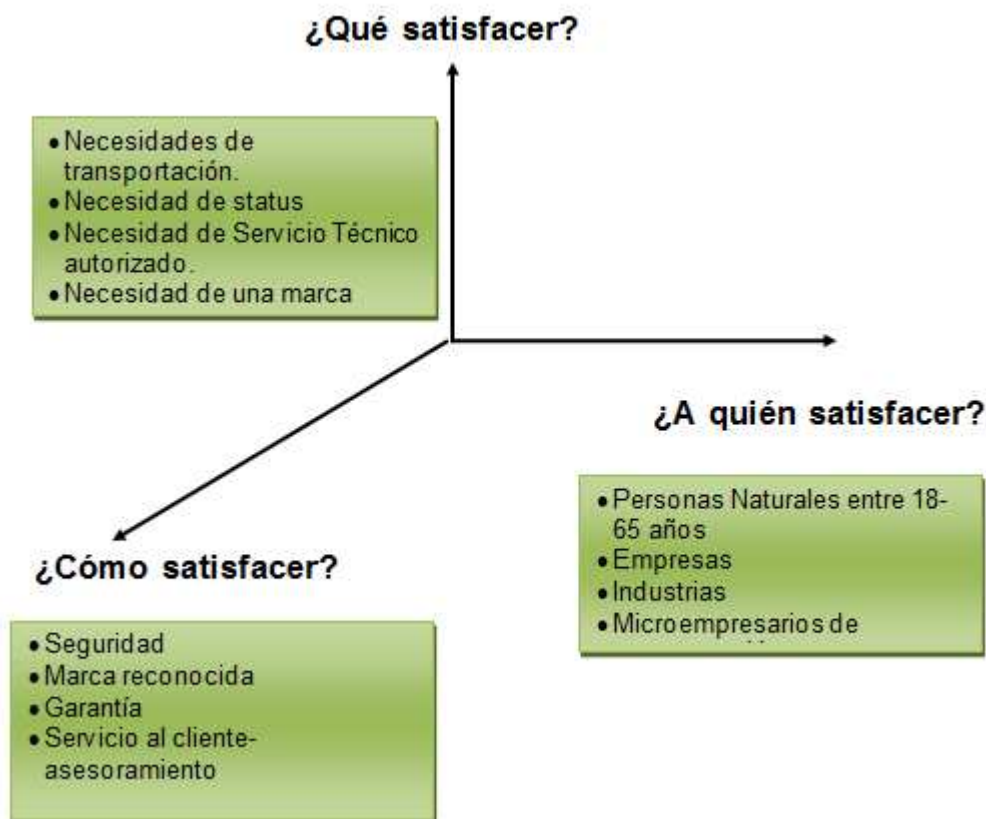 ¿Qué satisfacer?
• Necesidades de
transportación.
• Necesidad de status
• Necesidad de Servicio Técnico
autorizado.
• Necesidad de una marca
¿A quién satisfacer?
• Personas Naturales entre 18-
65 años
• Empresas
• Industrias
• Microempresarios de
¿Cómo satisfacer?
• Seguridad
• Marca reconocida
• Garantía
• Servicio al cliente-
asesoramiento